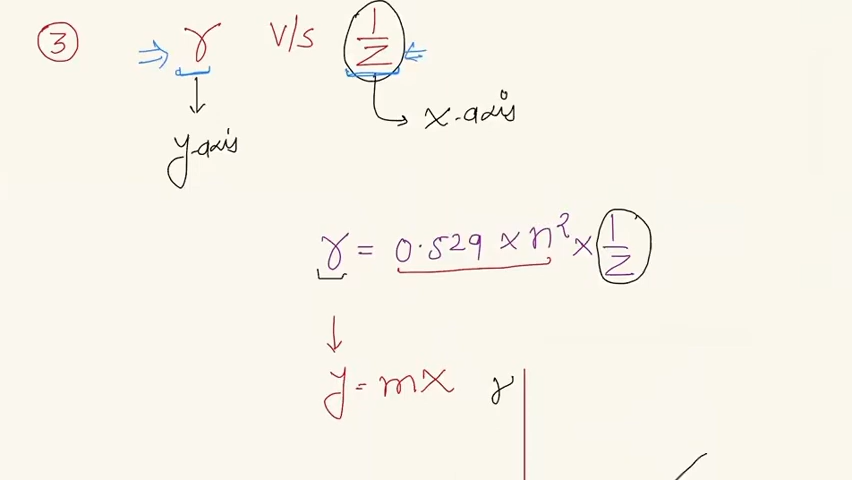 3 r V/S 1/Z
x-axis
y-axis
r = 0.529 × n² × 1/Z
y = mx r